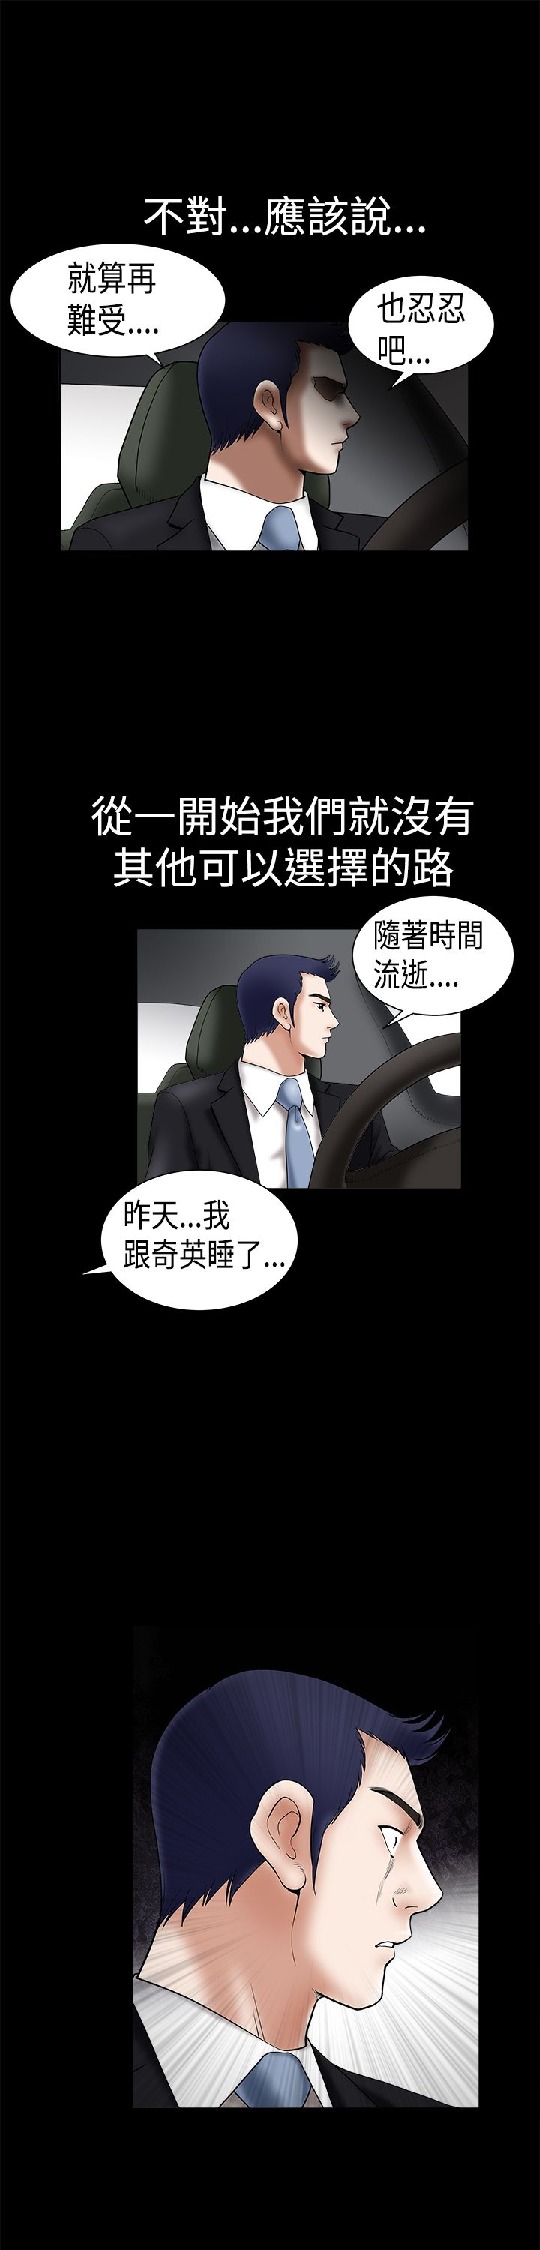 不對...應該說...
就算再
難受....
也忍忍
吧...
從一開始我們就沒有
其他可以選擇的路
隨著時間
流逝....
昨天...我
跟奇英睡了...